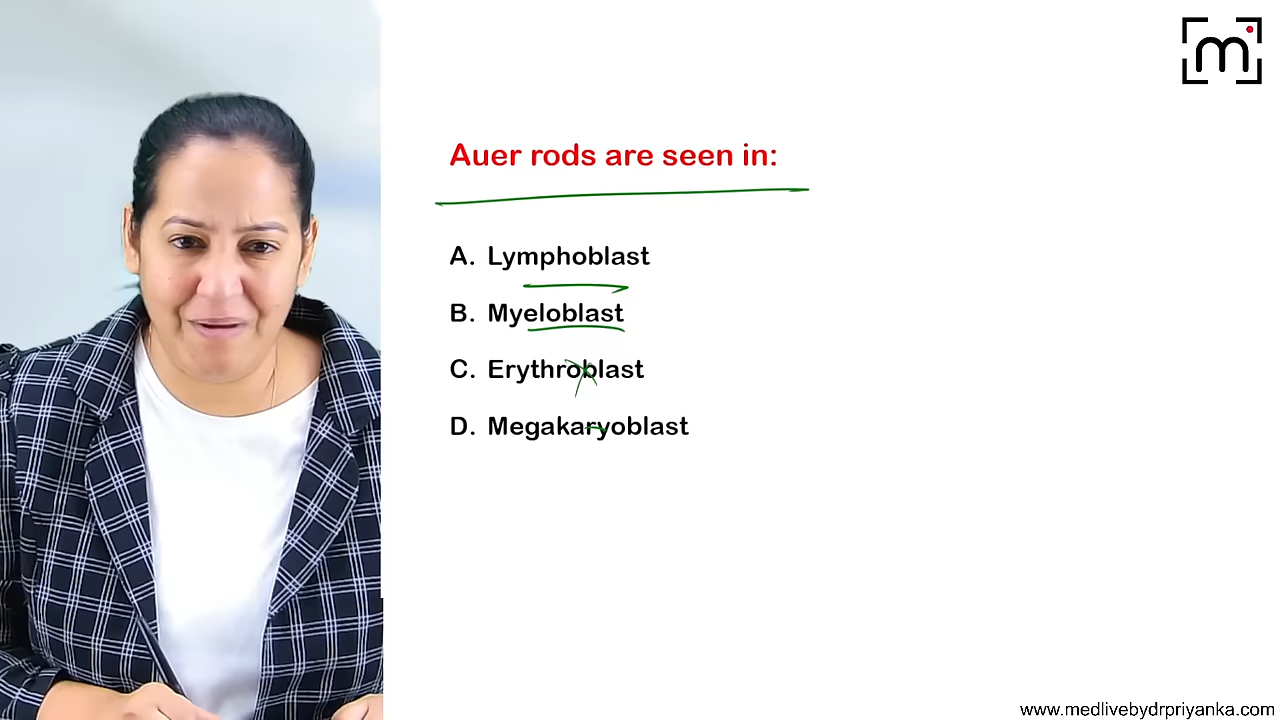 m
Auer rods are seen in:
A. Lymphoblast
B. Myeloblast
C. Erythroblast
D. Megakaryoblast
www.medlivebydrpriyanka.com